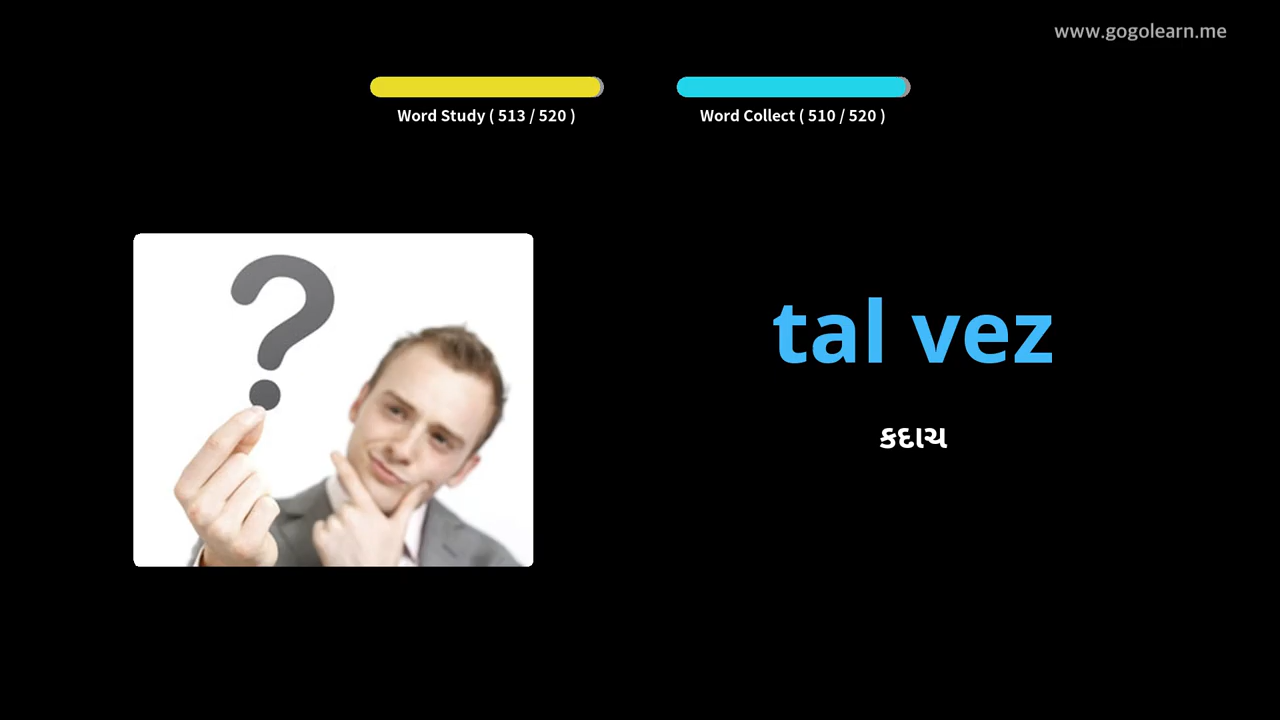 www.gogolearn.me
Word Study ( 513 / 520 )
Word Collect ( 510 / 520 )
?
tal vez
કદાચ